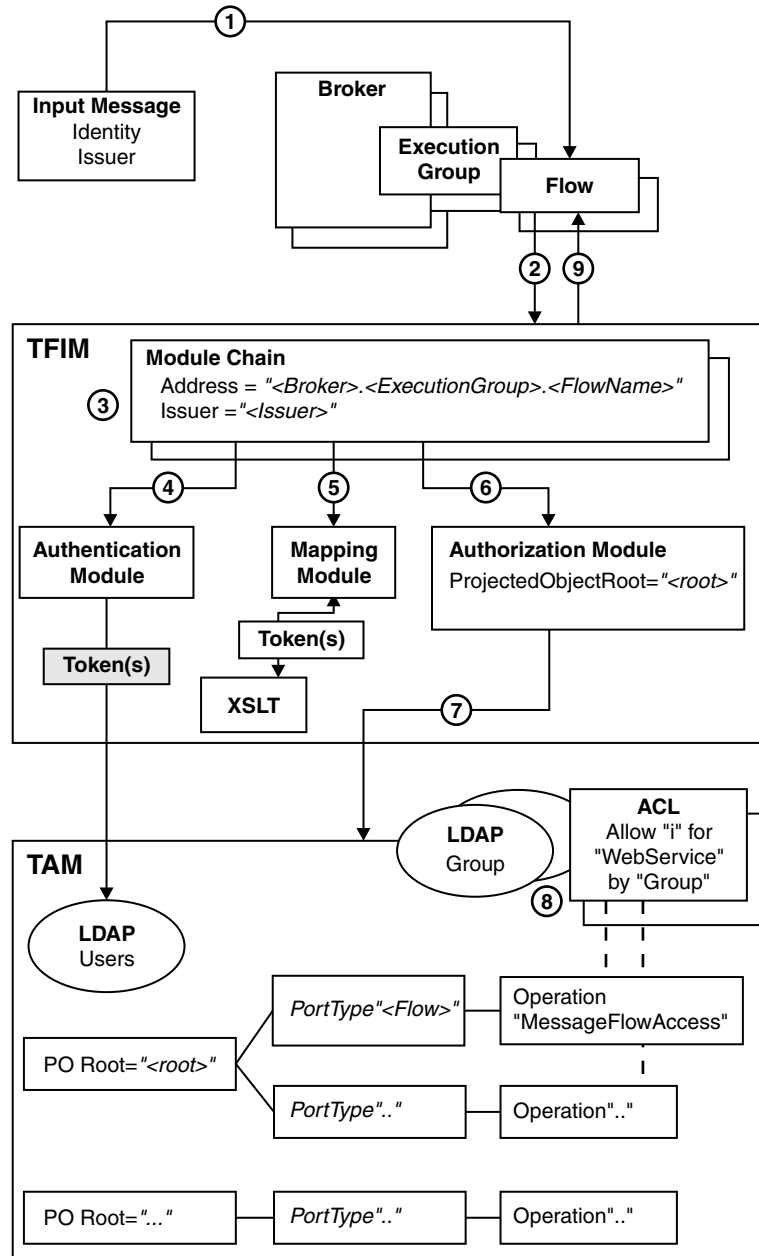 1
Input Message
Identity
Issuer
Broker
Execution
Group
Flow
2
9
TFIM
Module Chain
Address = "<Broker>.<ExecutionGroup>.<FlowName>"
Issuer ="<Issuer>"
3
4
5
6
Authentication
Module
Mapping
Module
Authorization Module
ProjectedObjectRoot="<root>"
Token(s)
Token(s)
XSLT
7
TAM
LDAP
Group
ACL
Allow "i" for
"WebService"
by "Group"
8
LDAP
Users
PortType"<Flow>"
Operation
"MessageFlowAccess"
PO Root="<root>"
PortType".."
Operation".."
PO Root="..."
PortType".."
Operation".."